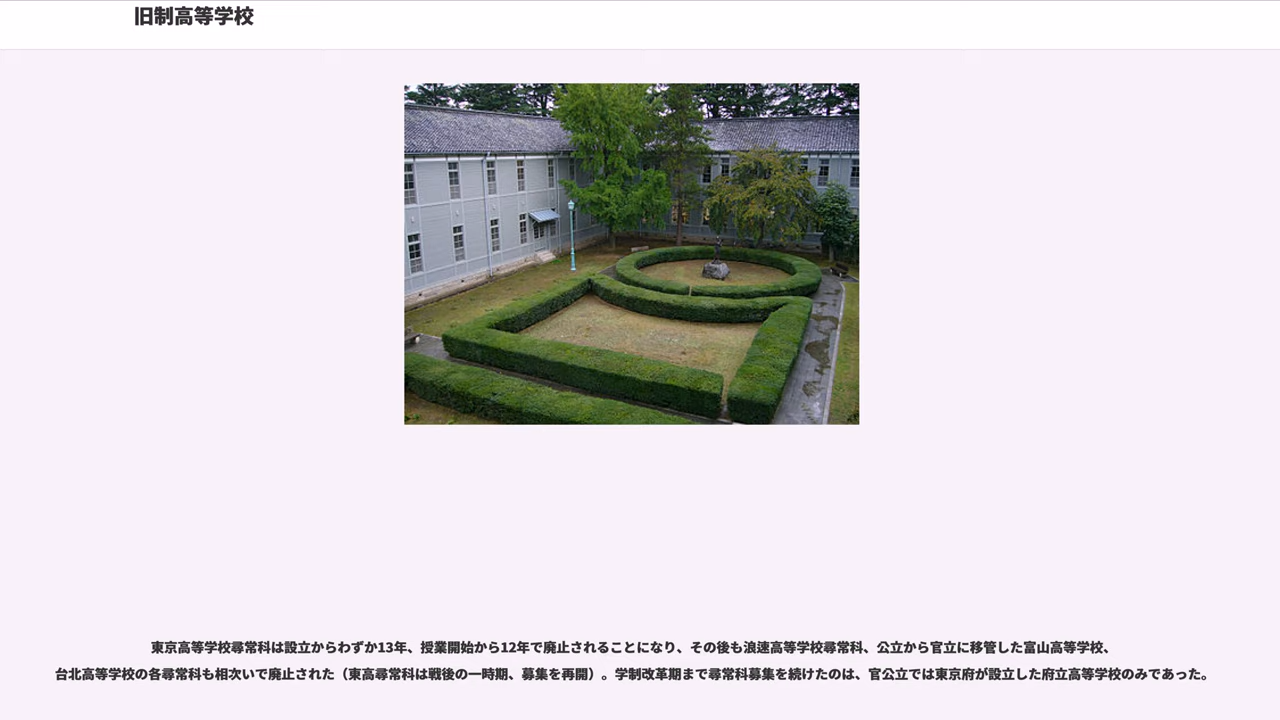 旧制高等学校
東京高等学校尋常科は設立からわずか13年、授業開始から12年で廃止されることになり、その後も浪速高等学校尋常科、公立から官立に移管した富山高等学校、
台北高等学校の各尋常科も相次いで廃止された（東高尋常科は戦後の一時期、募集を再開）。学制改革期まで尋常科募集を続けたのは、官公立では東京府が設立した府立高等学校のみであった。